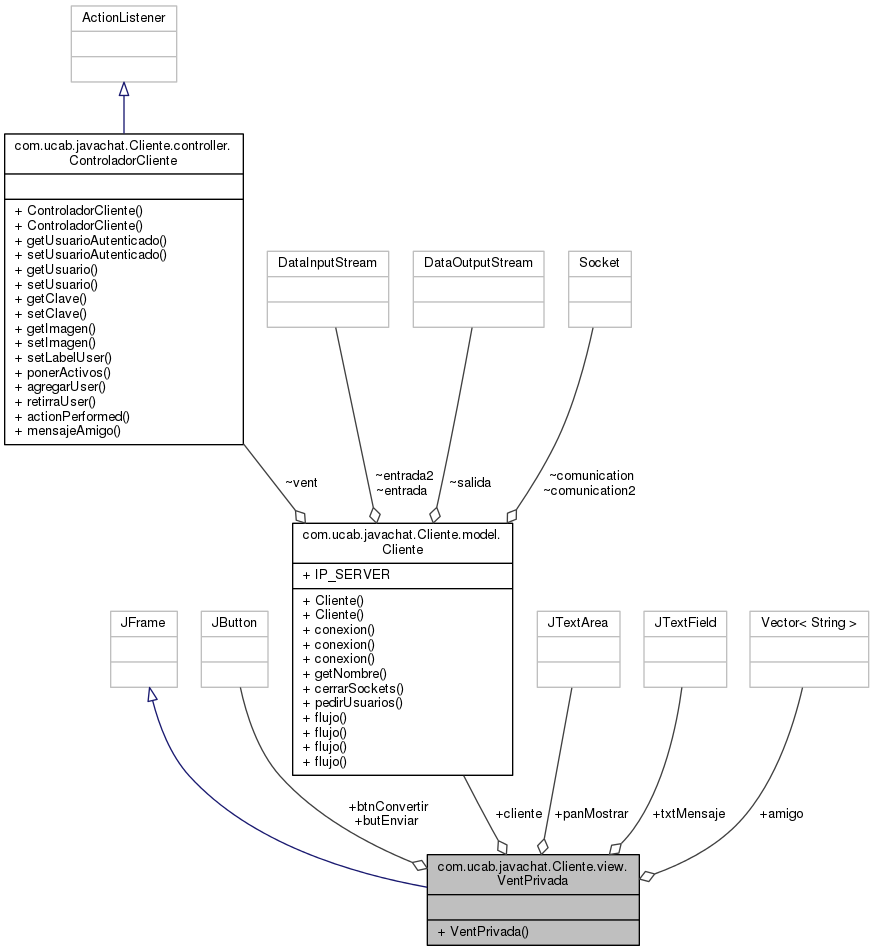 ActionListener
com.ucab.javachat.Cliente.controller.
ControladorCliente
+ ControladorCliente()
+ ControladorCliente()
+ getUsuarioAutenticado()
+ setUsuarioAutenticado()
+ getUsuario()
+ setUsuario()
+ getClave()
+ setClave()
+ getImagen()
+ setImagen()
+ setLabelUser()
+ ponerActivos()
+ agregarUser()
+ retirraUser()
+ actionPerformed()
+ mensajeAmigo()
DataInputStream
DataOutputStream
Socket
~vent
~entrada2
~entrada
~salida
~comunication
~comunication2
com.ucab.javachat.Cliente.model.
Cliente
+ IP_SERVER
+ Cliente()
+ Cliente()
+ conexion()
+ conexion()
+ conexion()
+ getNombre()
+ cerrarSockets()
+ pedirUsuarios()
+ flujo()
+ flujo()
+ flujo()
+ flujo()
JFrame
JButton
JTextArea
JTextField
Vector< String >
+btnConvertir
+butEnviar
+cliente
+panMostrar
+txtMensaje
+amigo
com.ucab.javachat.Cliente.view.
VentPrivada
+ VentPrivada()